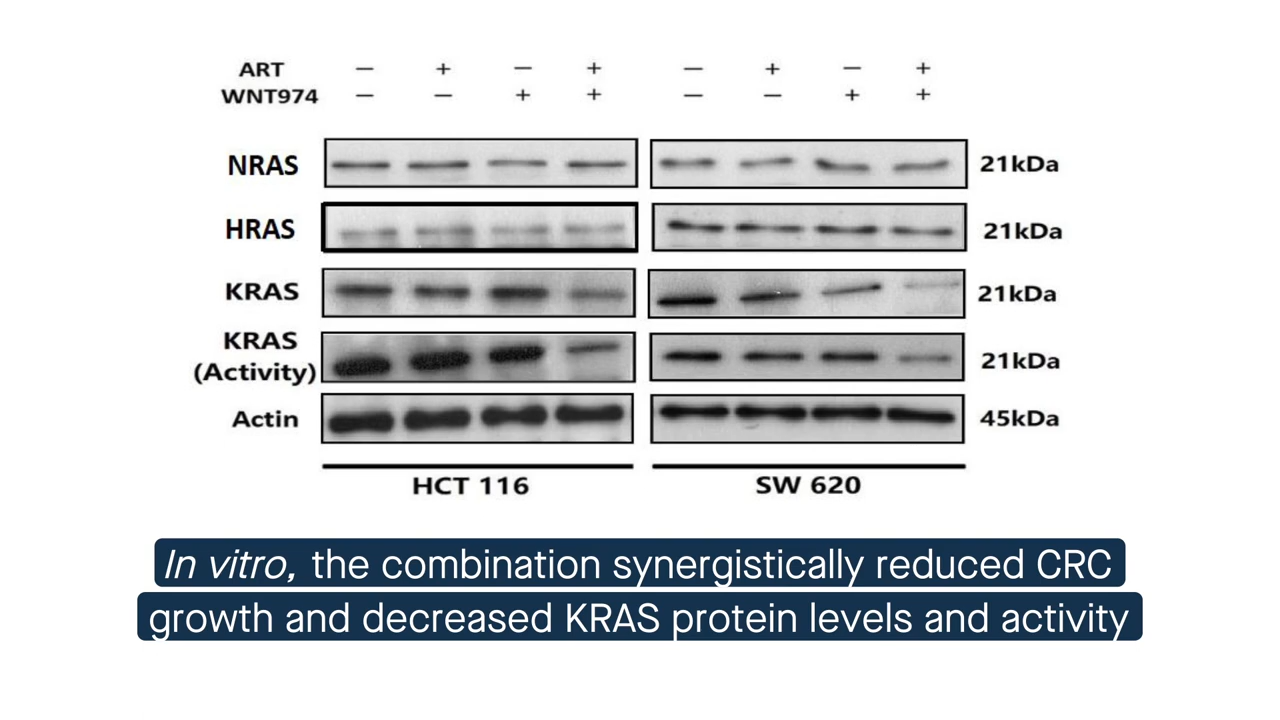 ART — + — + — + — +
WNT974 — — + + — — + +
NRAS 21kDa
HRAS 21kDa
KRAS 21kDa
KRAS
(Activity) 21kDa
Actin 45kDa
HCT 116 SW 620
In vitro, the combination synergistically reduced CRC
growth and decreased KRAS protein levels and activity